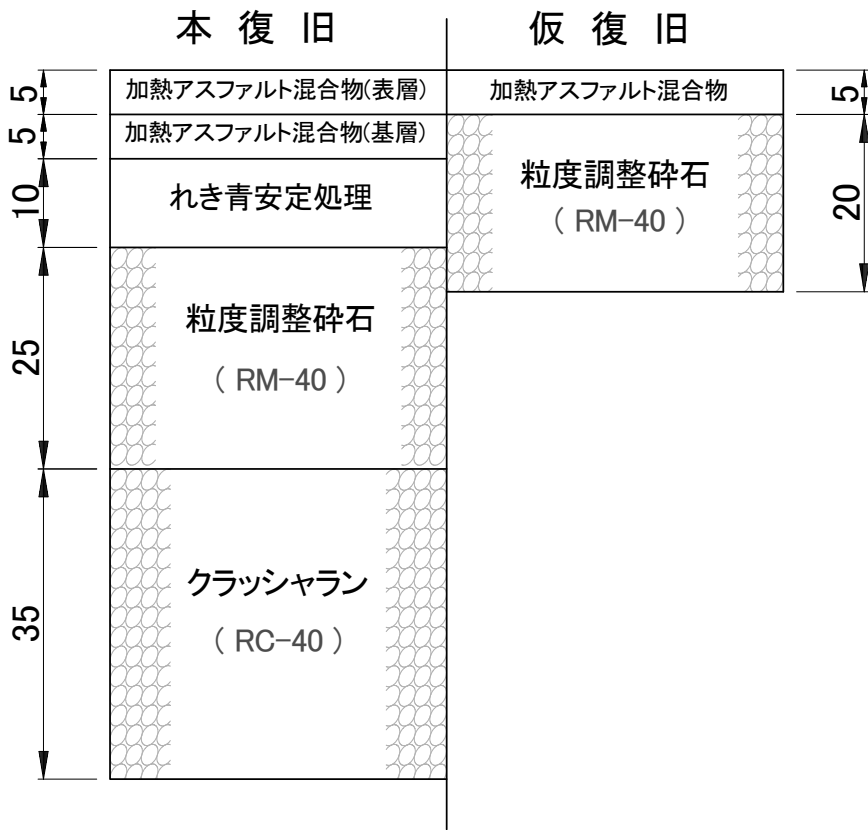 本復旧
仮復旧
5
加熱アスファルト混合物(表層)
加熱アスファルト混合物
5
5
加熱アスファルト混合物(基層)
10
れき青安定処理
粒度調整砕石
( RM-40 )
20
25
粒度調整砕石
( RM-40 )
35
クラッシャラン
( RC-40 )